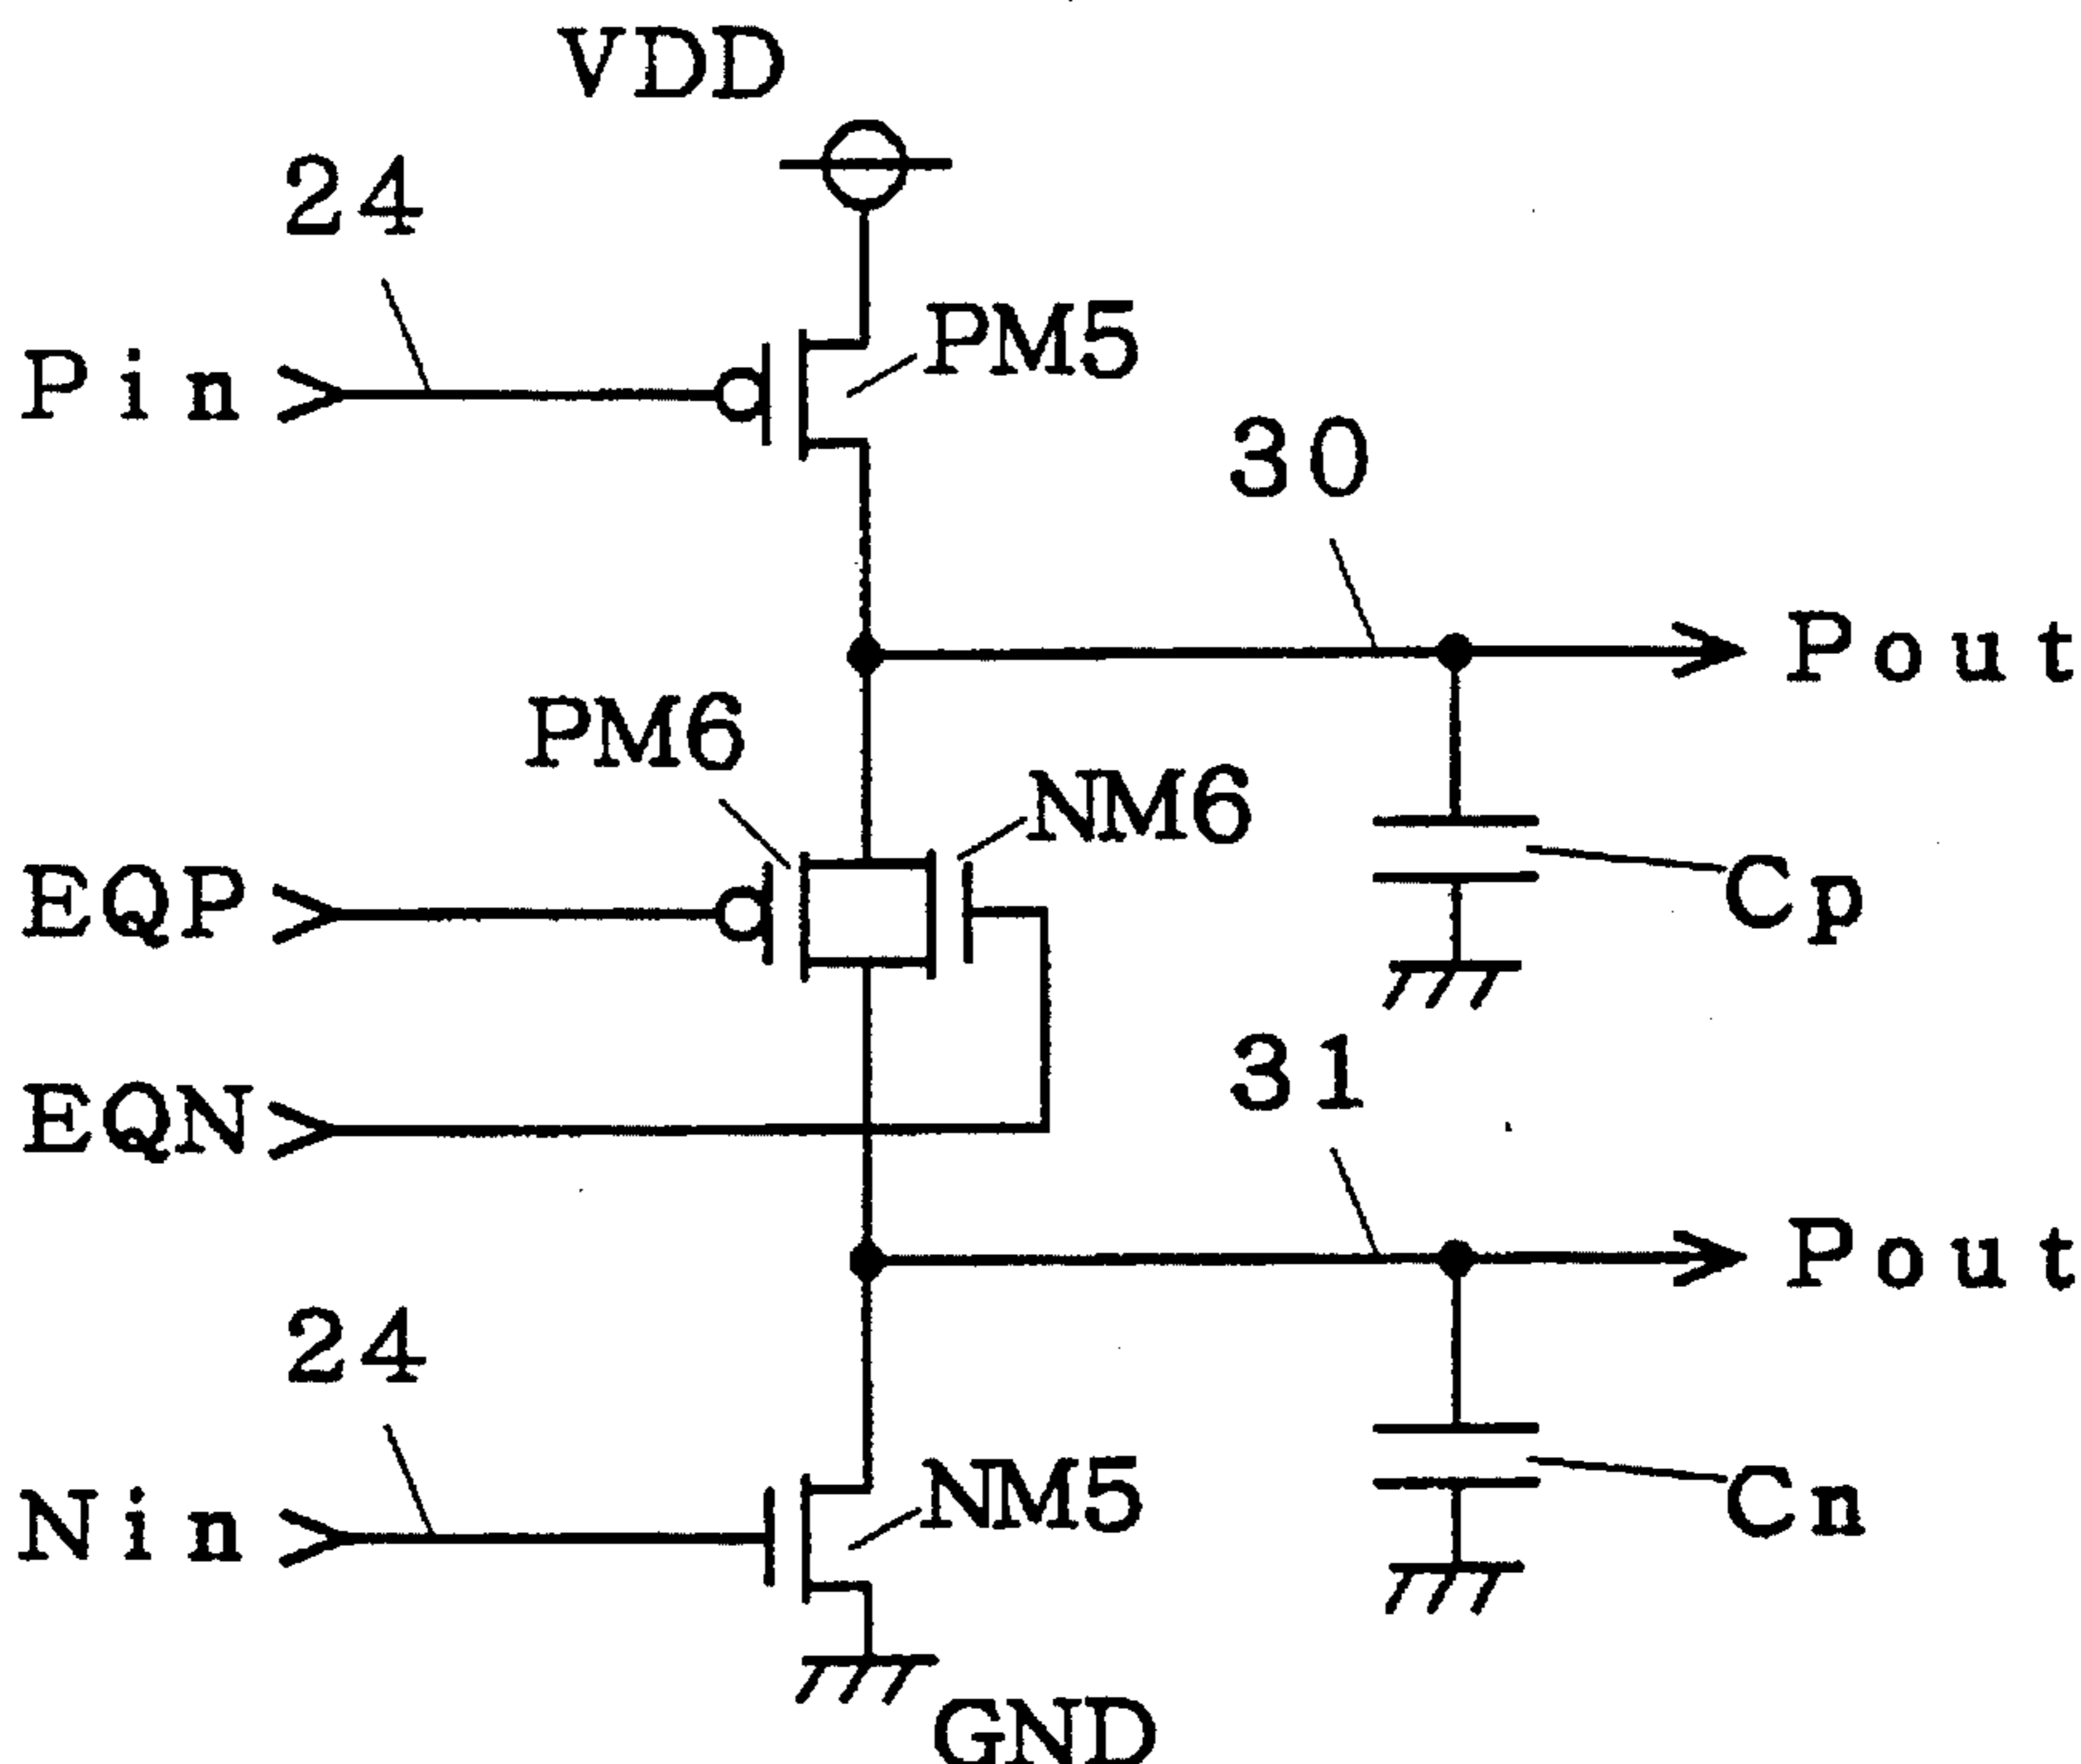 VDD
24
PM5
Pin
30
Pout
PM6
NM6
EQP
Cp
31
EQN
Pout
24
NM5
Cn
Nin
GND